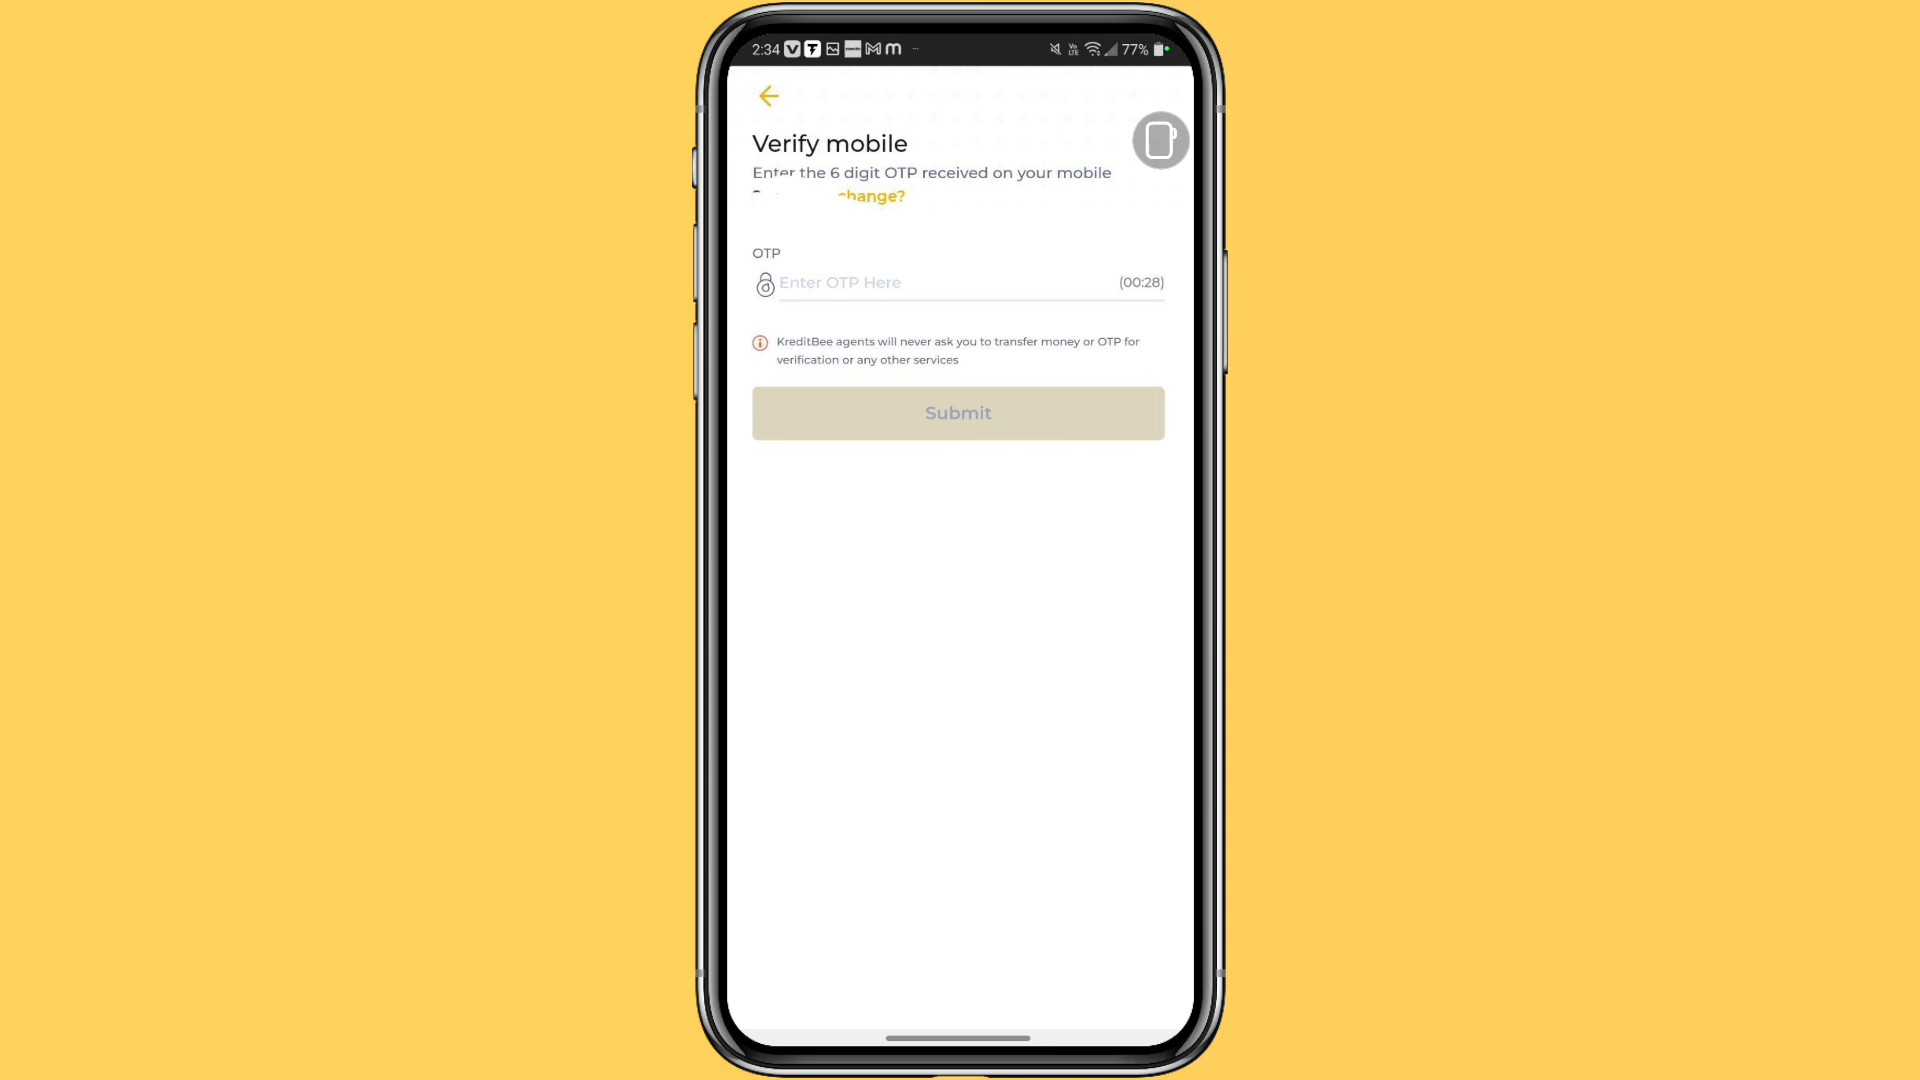 2:34
77%
Verify mobile
Enter the 6 digit OTP received on your mobile
change?
OTP
Enter OTP Here (00:28)
KreditBee agents will never ask you to transfer money or OTP for
verification or any other services
Submit